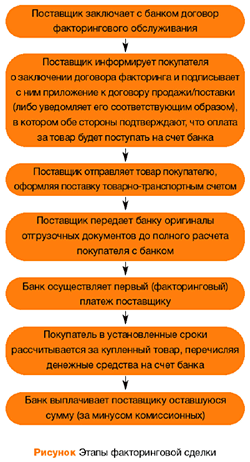 Поставщик заключает с банком договор
факторингового обслуживания
Поставщик информирует покупателя
о заключении договора факторинга и подписывает
с ним приложение к договору продажи/поставки
(либо уведомляет его соответствующим образом),
в котором обе стороны подтверждают, что оплата
за товар будет поступать на счет банка
Поставщик отправляет товар покупателю,
оформляя поставку товарно-транспортным счетом
Поставщик передает банку оригиналы
отгрузочных документов до полного расчета
покупателя с банком
Банк осуществляет первый (факторинговый)
платеж поставщику
Покупатель в установленные сроки
рассчитывается за купленный товар, перечисляя
денежные средства на счет банка
Банк выплачивает поставщику оставшуюся
сумму (за минусом комиссионных)
Рисунок Этапы факторинговой сделки